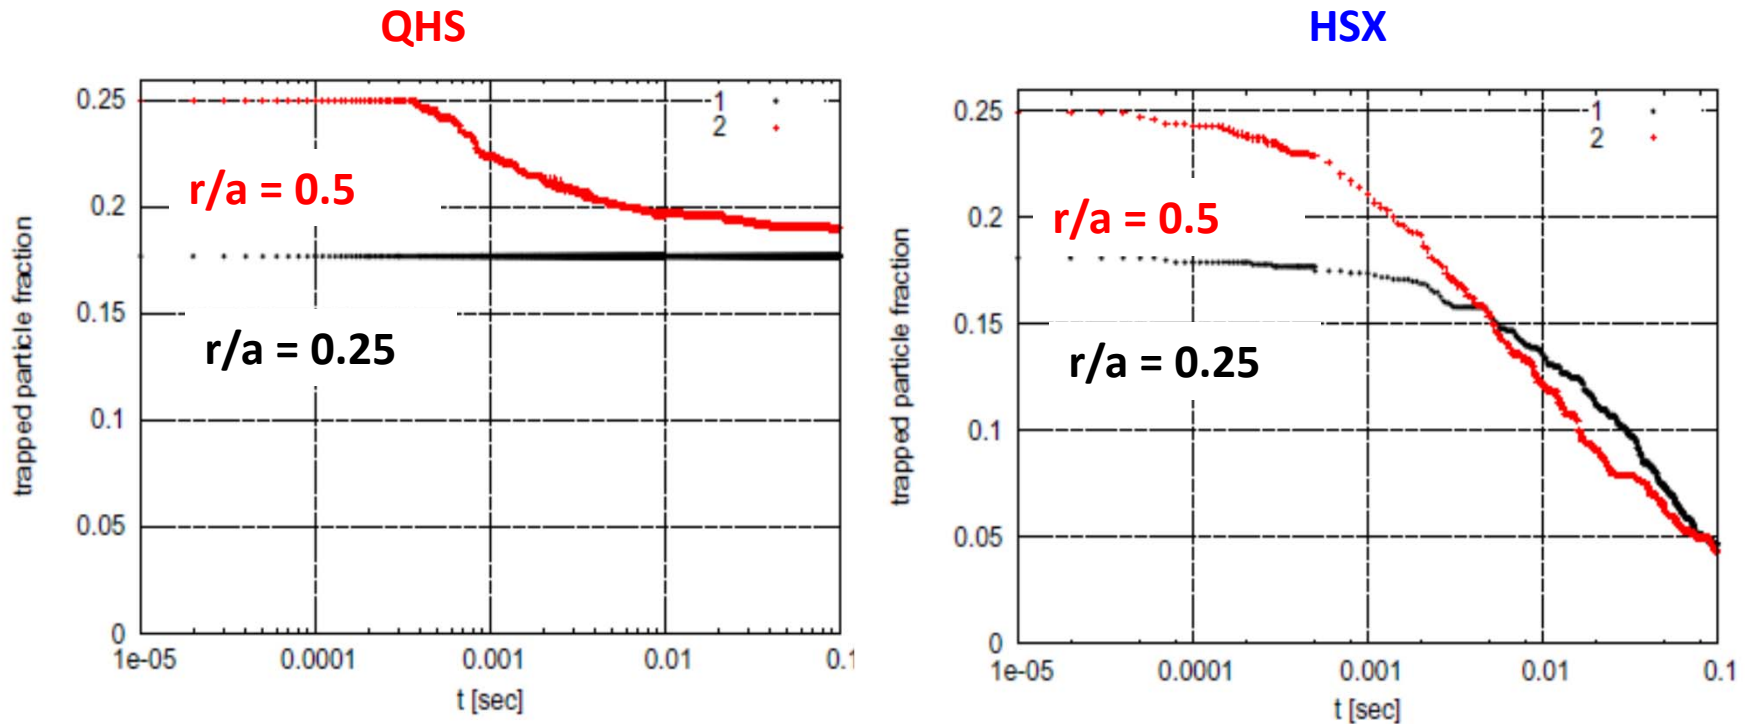 QHS
0.25
0.2
0.15
0.1
0.05
0
1e-05 0.0001 0.001 0.01 0.1
t [sec]
trapped particle fraction
1
2
r/a = 0.5
r/a = 0.25
HSX
0.25
0.2
0.15
0.1
0.05
0
1e-05 0.0001 0.001 0.01 0.1
t [sec]
trapped particle fraction
1
2
r/a = 0.5
r/a = 0.25